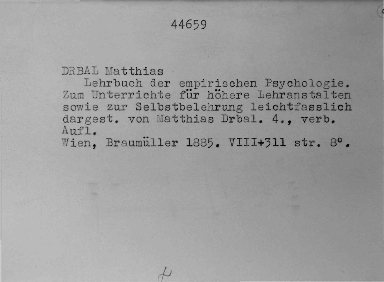 44659
DRBAL Matthias
Lehrbuch der empirischen Psychologie.
Zum Unterrichte für höhere Lehranstalten
sowie zur Selbstbelehrung leichtfasslich
dargest. von Matthias Drbal. 4., verb.
Aufl.
Wien, Braumüller 1885. VIII+311 str. 8°.